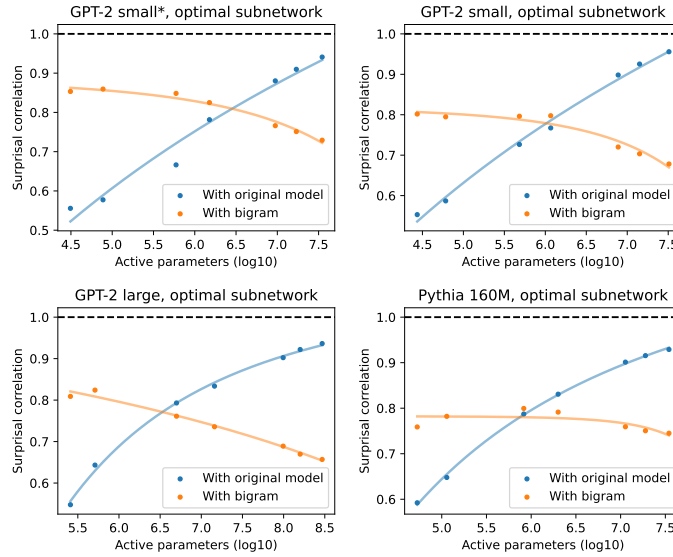 GPT-2 small*, optimal subnetwork
1.0
0.9
0.8
0.7
0.6
0.5
Surprisal correlation
With original model
With bigram
4.5 5.0 5.5 6.0 6.5 7.0 7.5
Active parameters (log10)
GPT-2 small, optimal subnetwork
1.0
0.9
0.8
0.7
0.6
Surprisal correlation
With original model
With bigram
4.5 5.0 5.5 6.0 6.5 7.0 7.5
Active parameters (log10)
GPT-2 large, optimal subnetwork
1.0
0.9
0.8
0.7
0.6
Surprisal correlation
With original model
With bigram
5.5 6.0 6.5 7.0 7.5 8.0 8.5
Active parameters (log10)
Pythia 160M, optimal subnetwork
1.0
0.9
0.8
0.7
0.6
Surprisal correlation
With original model
With bigram
5.0 5.5 6.0 6.5 7.0 7.5
Active parameters (log10)